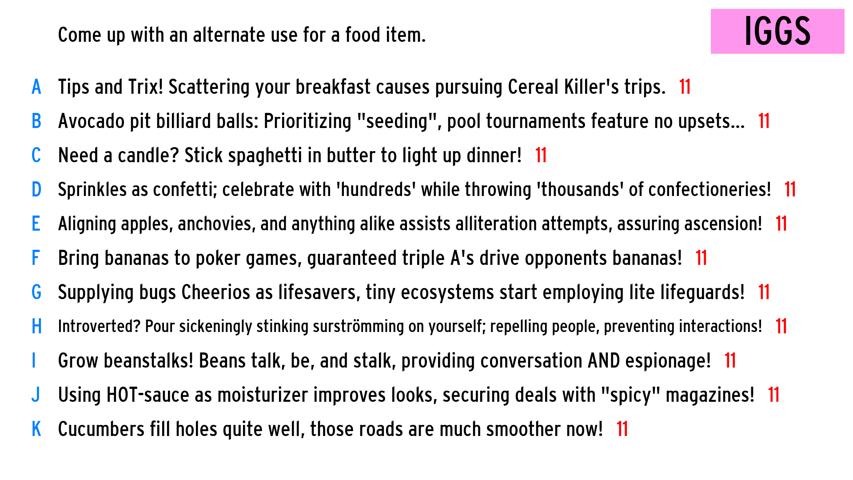 Come up with an alternate use for a food item.
IGGS
A Tips and Trix! Scattering your breakfast causes pursuing Cereal Killer's trips. 11
B Avocado pit billiard balls: Prioritizing "seeding", pool tournaments feature no upsets... 11
C Need a candle? Stick spaghetti in butter to light up dinner! 11
D Sprinkles as confetti; celebrate with 'hundreds' while throwing 'thousands' of confectioneries! 11
E Aligning apples, anchovies, and anything alike assists alliteration attempts, assuring ascension! 11
F Bring bananas to poker games, guaranteed triple A's drive opponents bananas! 11
G Supplying bugs Cheerios as lifesavers, tiny ecosystems start employing lite lifeguards! 11
H Introverted? Pour sickeningly stinking surströmming on yourself; repelling people, preventing interactions! 11
I Grow beanstalks! Beans talk, be, and stalk, providing conversation AND espionage! 11
J Using HOT-sauce as moisturizer improves looks, securing deals with "spicy" magazines! 11
K Cucumbers fill holes quite well, those roads are much smoother now! 11